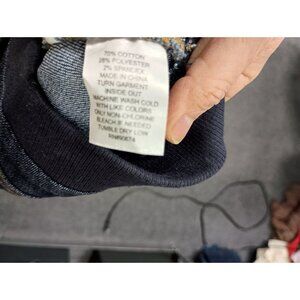 70% COTTON
28% POLYESTER
2% SPANDEX
MADE IN CHINA
TURN GARMENT
INSIDE OUT
MACHINE WASH COLD
WITH LIKE COLORS
ONLY NON-CHLORINE
BLEACH IF NEEDED
TUMBLE DRY LOW